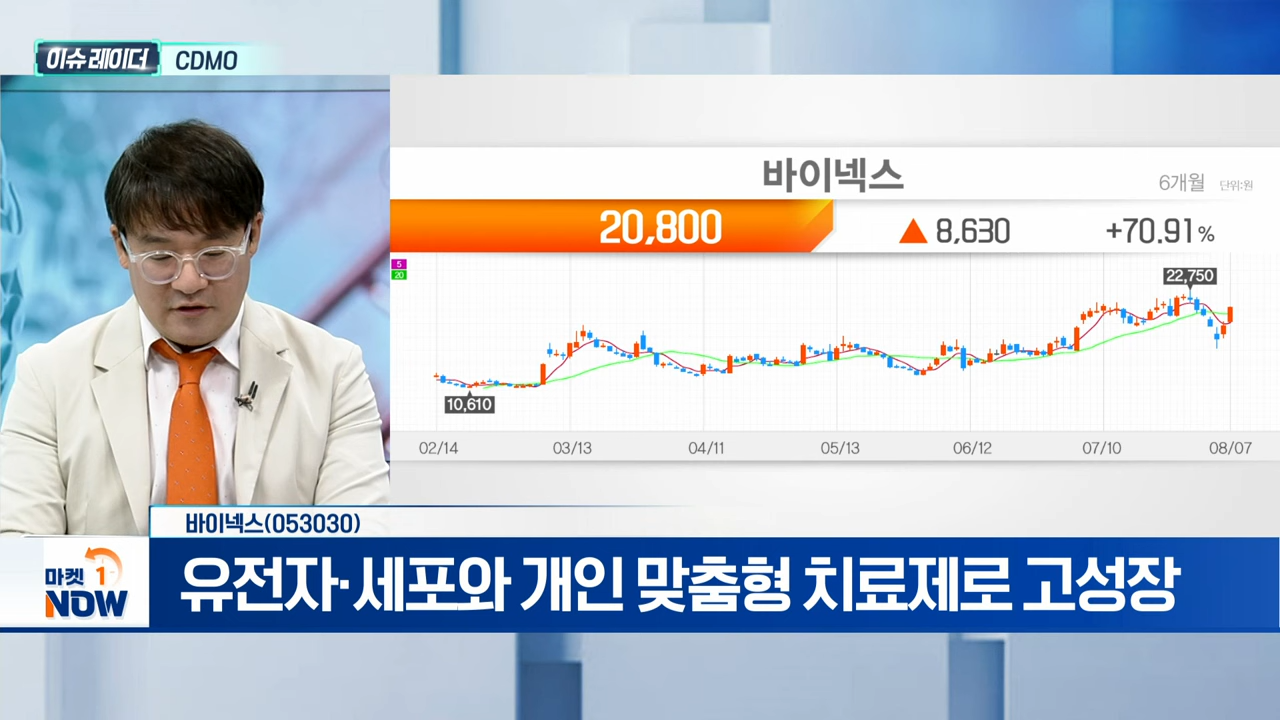 이슈레이더 CDMO
바이넥스
6개월 단위:원
20,800 ▲ 8,630 +70.91%
5
20
22,750
10,610
02/14 03/13 04/11 05/13 06/12 07/10 08/07
바이넥스(053030)
마켓 1
NOW
유전자·세포와 개인 맞춤형 치료제로 고성장